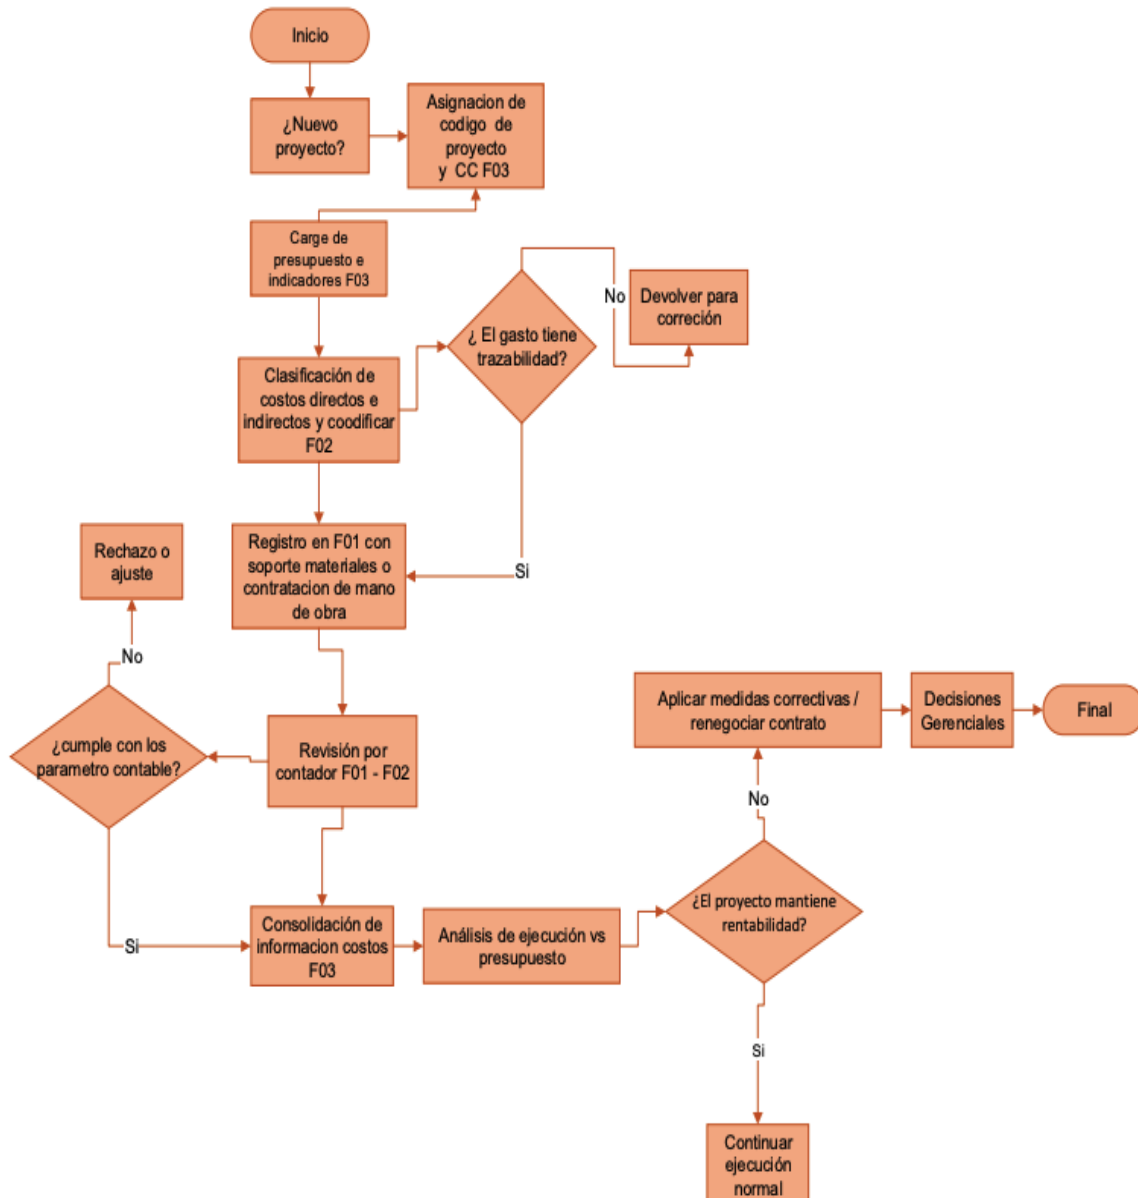 Inicio
¿Nuevo
proyecto?
Asignacion de
codigo de
proyecto
y CC F03
Carge de
presupuesto e
indicadores F03
¿ El gasto tiene
trazabilidad?
No
Devolver para
correción
Clasificación de
costos directos e
indirectos y coodificar
F02
Si
Registro en F01 con
soporte materiales o
contratacion de mano
de obra
Rechazo o
ajuste
No
¿cumple con los
parametro contable?
Revisión por
contador F01 - F02
Si
Consolidación de
informacion costos
F03
Análisis de ejecución vs
presupuesto
¿El proyecto mantiene
rentabilidad?
No
Aplicar medidas correctivas /
renegociar contrato
Decisiones
Gerenciales
Final
Si
Continuar
ejecución
normal